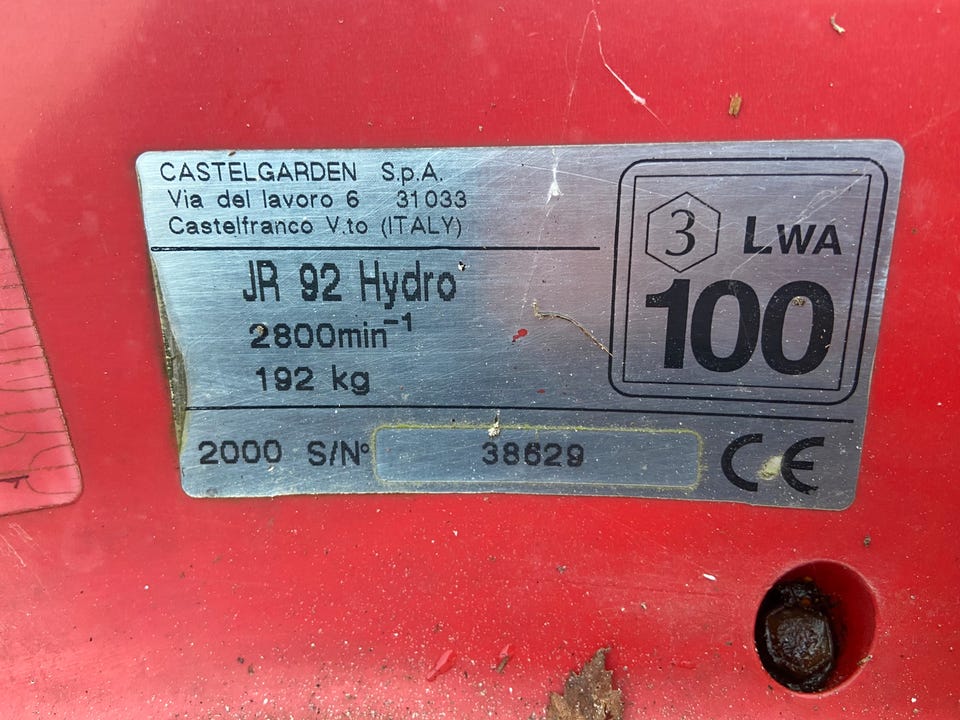 CASTELGARDEN S.p.A.
Via del lavoro 6 31033
Castelfranco V.to (ITALY)
JR 92 Hydro
2800min⁻¹
192 kg
3 LWA
100
2000 S/N° 38629
CE